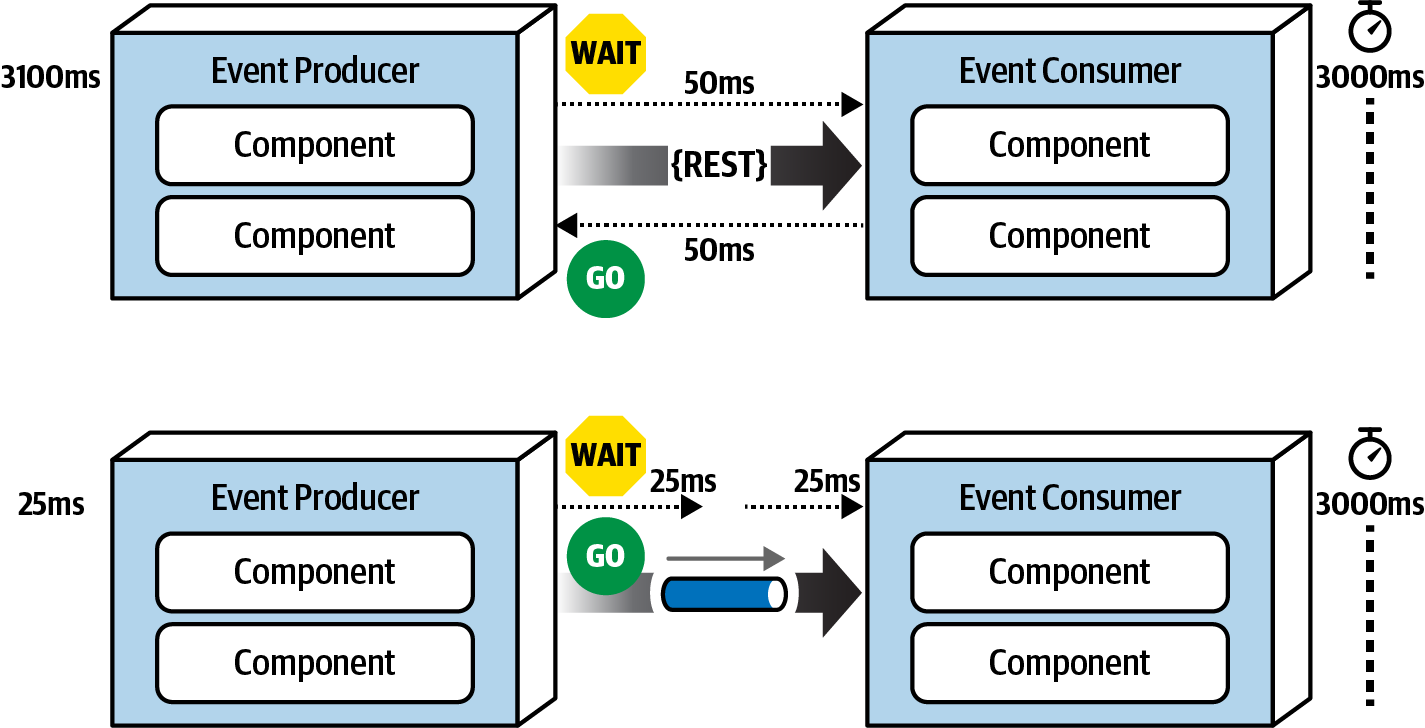 3100ms
Event Producer
Component
Component
WAIT
50ms
{REST}
50ms
GO
Event Consumer
Component
Component
3000ms
25ms
Event Producer
Component
Component
WAIT
25ms
25ms
GO
Event Consumer
Component
Component
3000ms